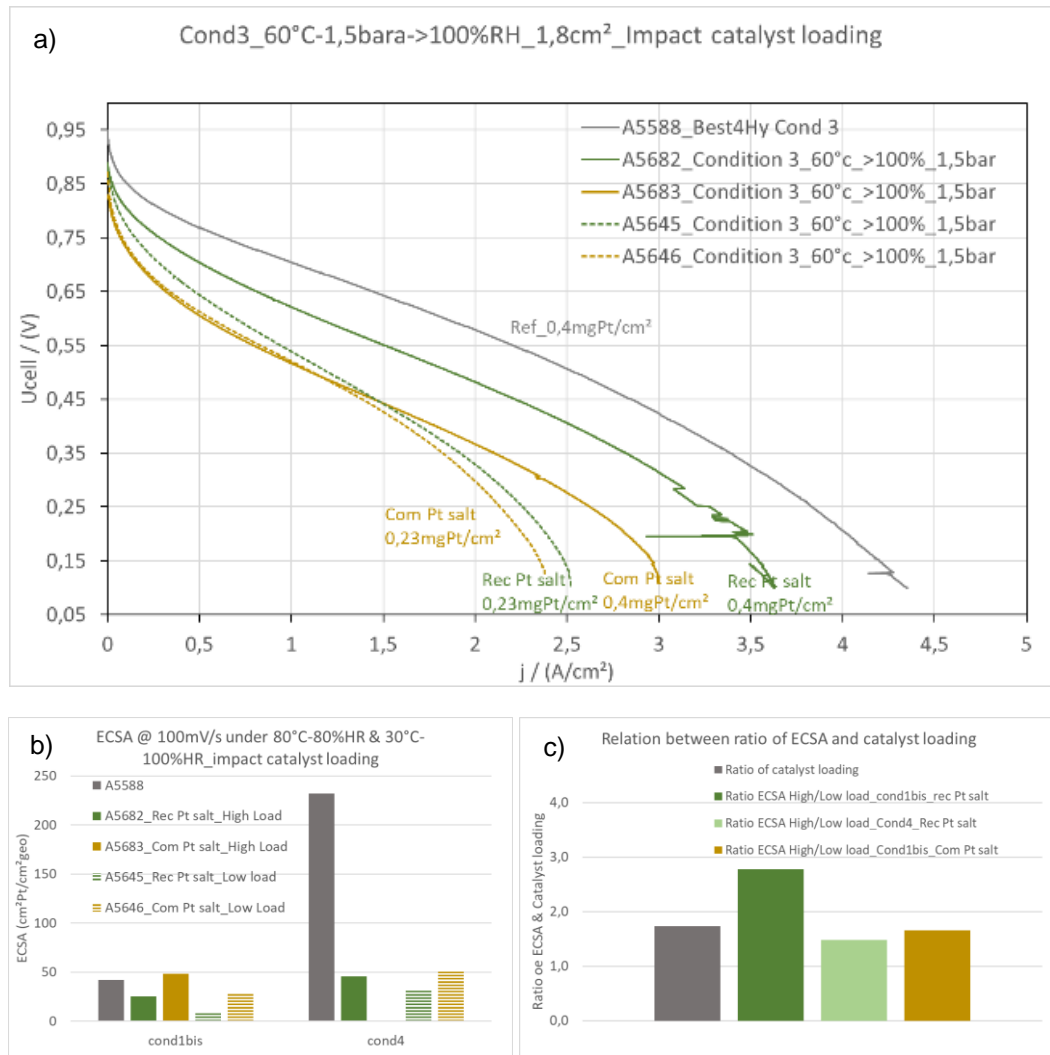 a)
Cond3_60°C-1,5bara->100%RH_1,8cm²_Impact catalyst loading
0,95
0,85
0,75
0,65
0,55
0,45
0,35
0,25
0,15
0,05
Ucell / (V)
A5588_Best4Hy Cond 3
A5682_Condition 3_60°c_>100%_1,5bar
A5683_Condition 3_60°c_>100%_1,5bar
A5645_Condition 3_60°c_>100%_1,5bar
A5646_Condition 3_60°c_>100%_1,5bar
Ref_0,4mgPt/cm²
Com Pt salt
0,23mgPt/cm²
Rec Pt salt
0,23mgPt/cm²
Com Pt salt
0,4mgPt/cm²
Rec Pt salt
0,4mgPt/cm²
0 0,5 1 1,5 2 2,5 3 3,5 4 4,5 5
j / (A/cm²)
b)
ECSA @ 100mV/s under 80°C-80%HR & 30°C-
100%HR_impact catalyst loading
250
200
150
100
50
0
ECSA (cm²Pt/cm²geo)
A5588
A5682_Rec Pt salt_High Load
A5683_Com Pt salt_High Load
A5645_Rec Pt salt_Low load
A5646_Com Pt salt_Low Load
cond1bis cond4
c)
Relation between ratio of ECSA and catalyst loading
Ratio of catalyst loading
Ratio ECSA High/Low load_cond1bis_rec Pt salt
Ratio ECSA High/Low load_Cond4_Rec Pt salt
Ratio ECSA High/Low load_Cond1bis_Com Pt salt
4,0
3,0
2,0
1,0
0,0
Ratio oe ECSA & Catalyst loading